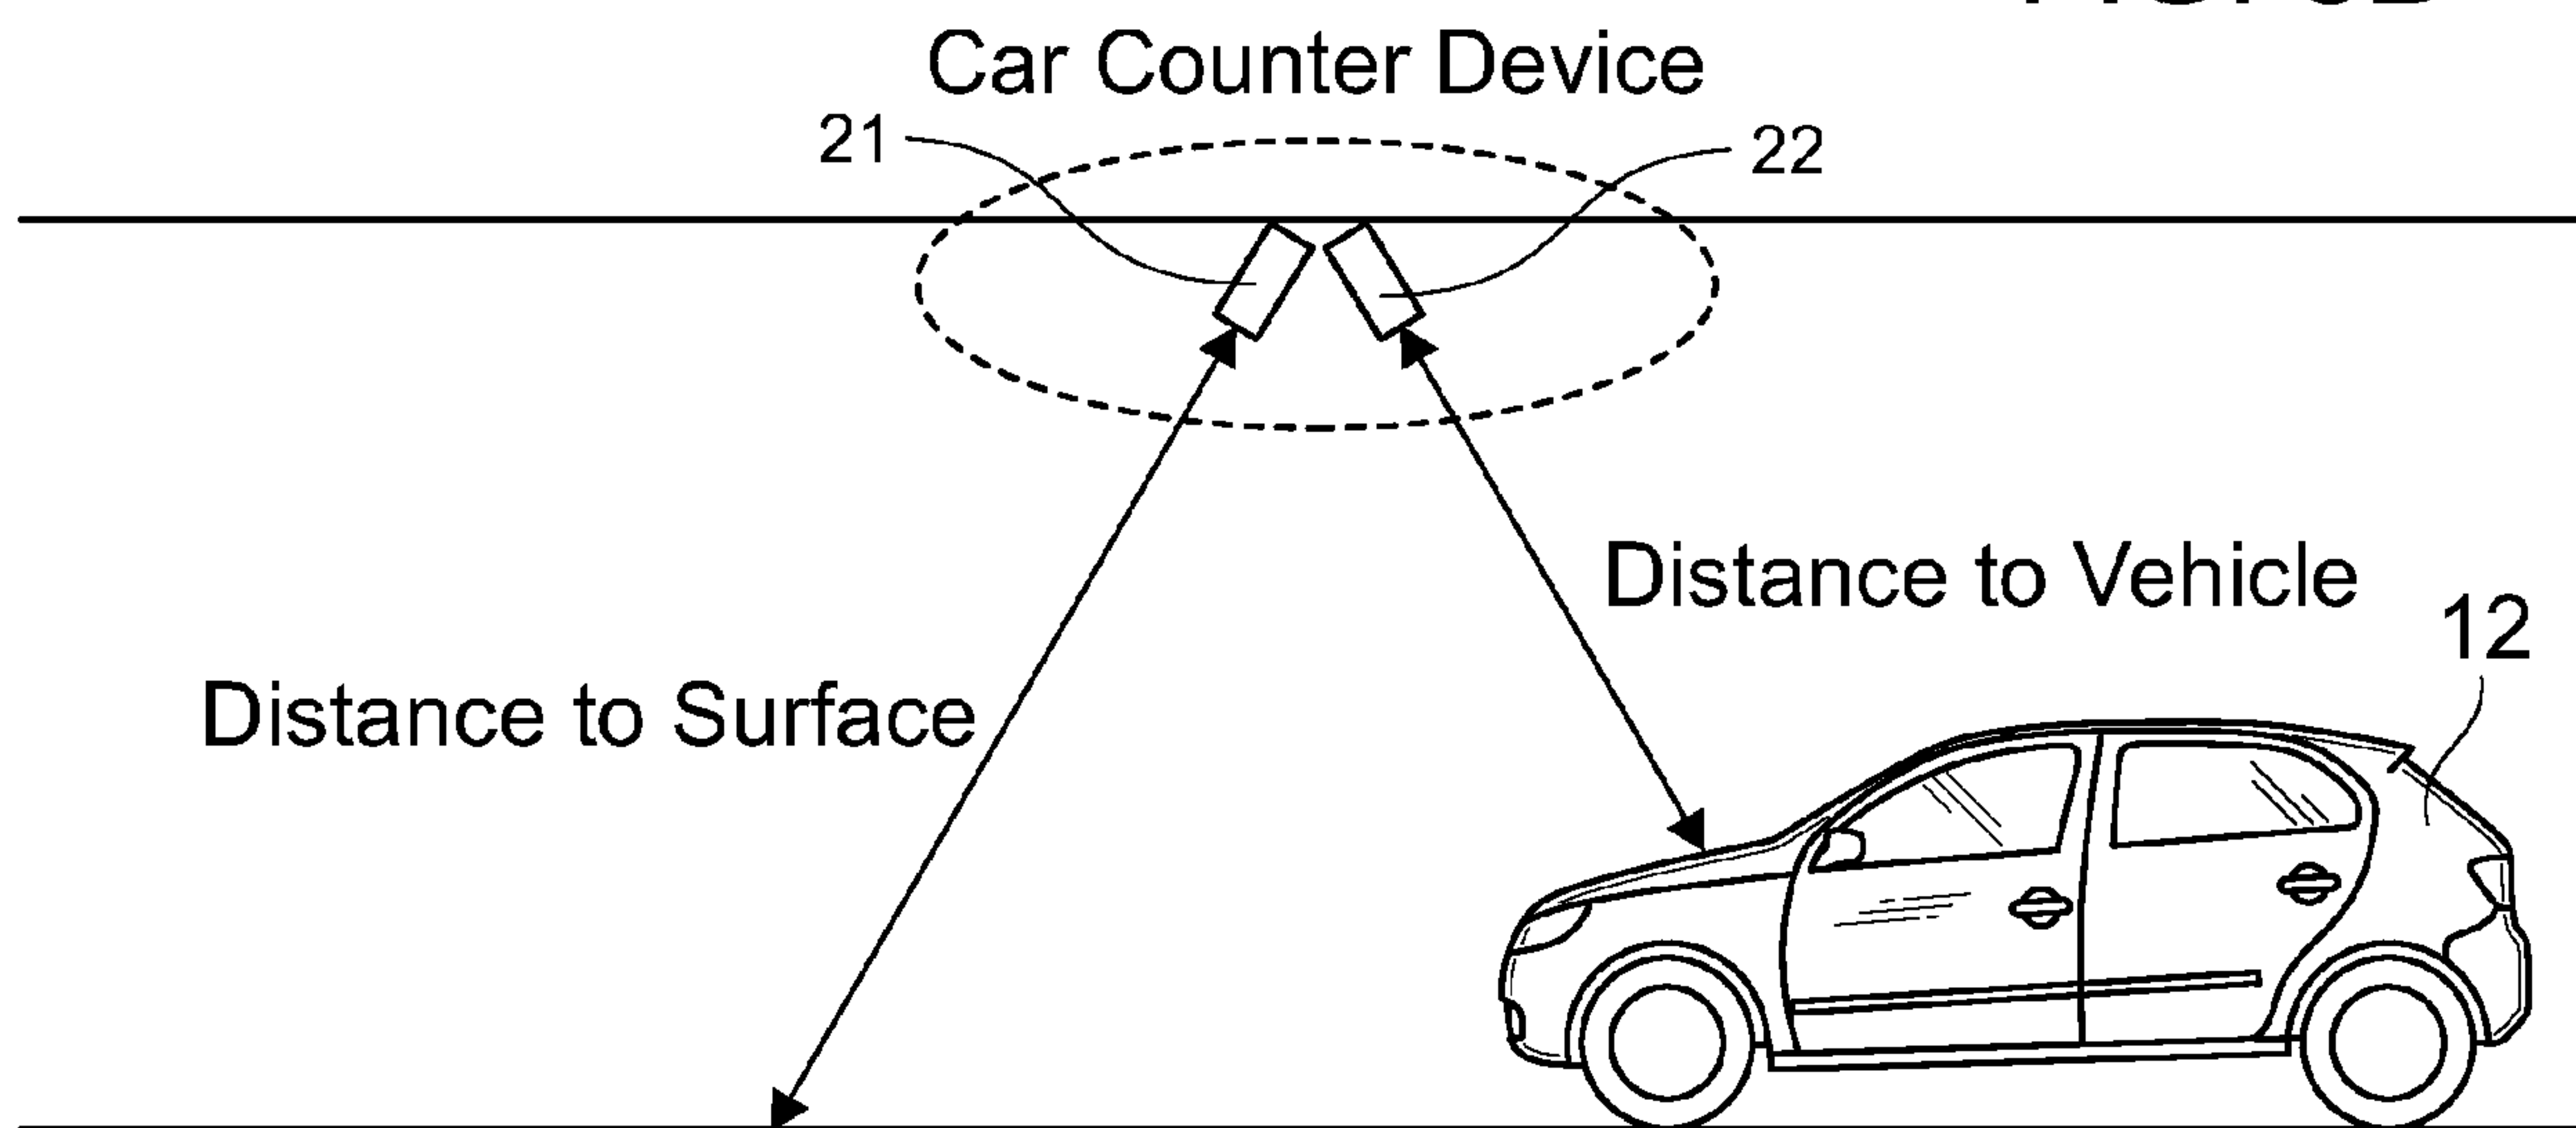 Car Counter Device
21
22
Distance to Vehicle
12
Distance to Surface